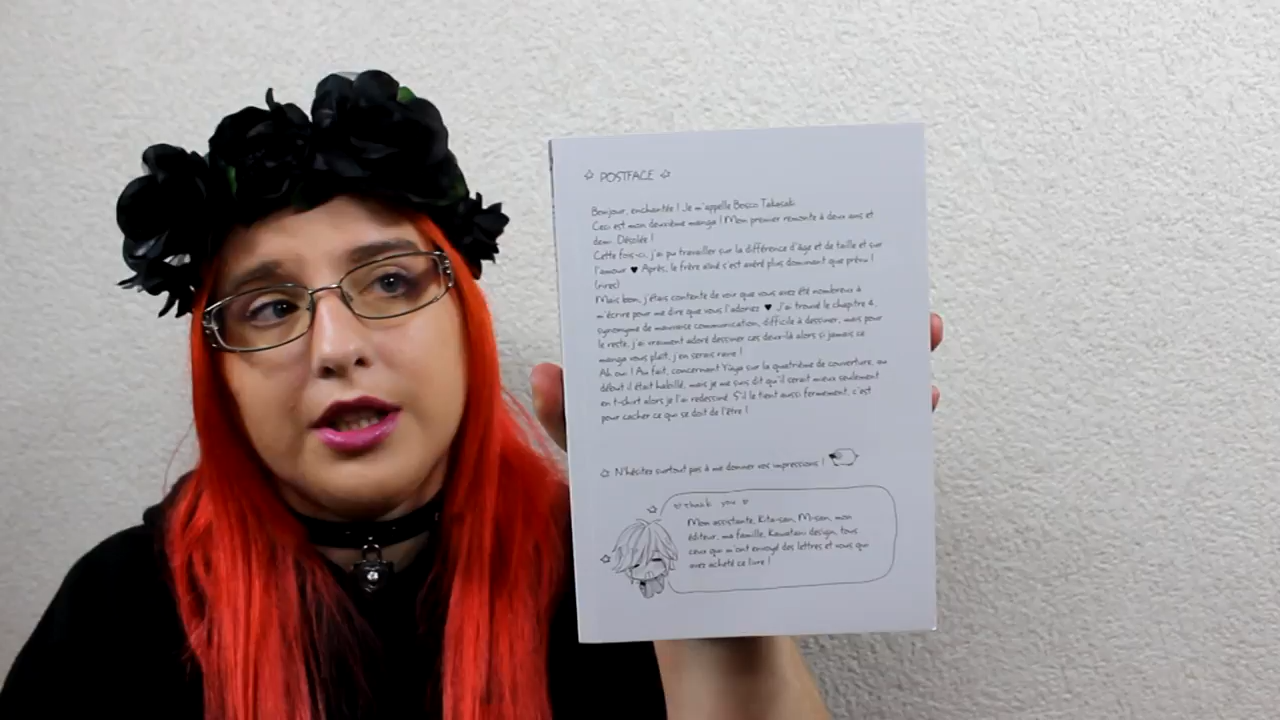 ☆ POSTFACE ☆
Bonjour, enchantée ! Je m'appelle Bosco Takasaki.
Ceci est mon deuxième manga ! Mon premier remonte à deux ans et
demi. Désolée !
Cette fois-ci, j'ai pu travailler sur la différence d'âge et de taille et sur
l'amour ♥ Après, le frère aîné s'est avéré plus dominant que prévu !
(rires)
Mais bon, j'étais contente de voir que vous avez été nombreux à
m'écrire pour me dire que vous l'adoriez ♥ J'ai trouvé le chapitre 4,
synonyme de mauvaise communication, difficile à dessiner, mais pour
le reste, j'ai vraiment adoré dessiner ces deux-là alors si jamais ce
manga vous plaît, j'en serais ravie !
Ah oui ! Au fait, concernant Yûya sur la quatrième de couverture, au
début il était habillé, mais je me suis dit qu'il serait mieux seulement
en t-shirt alors je l'ai redessiné. S'il le tient aussi fermement, c'est
pour cacher ce qui se doit de l'être !
☆ N'hésitez surtout pas à me donner vos impressions !
♥ Thank you ♥
Mon assistante, Kita-san, M-san, mon
éditeur, ma famille, Kawatani design, tous
ceux qui m'ont envoyé des lettres et vous qui
avez acheté ce livre !